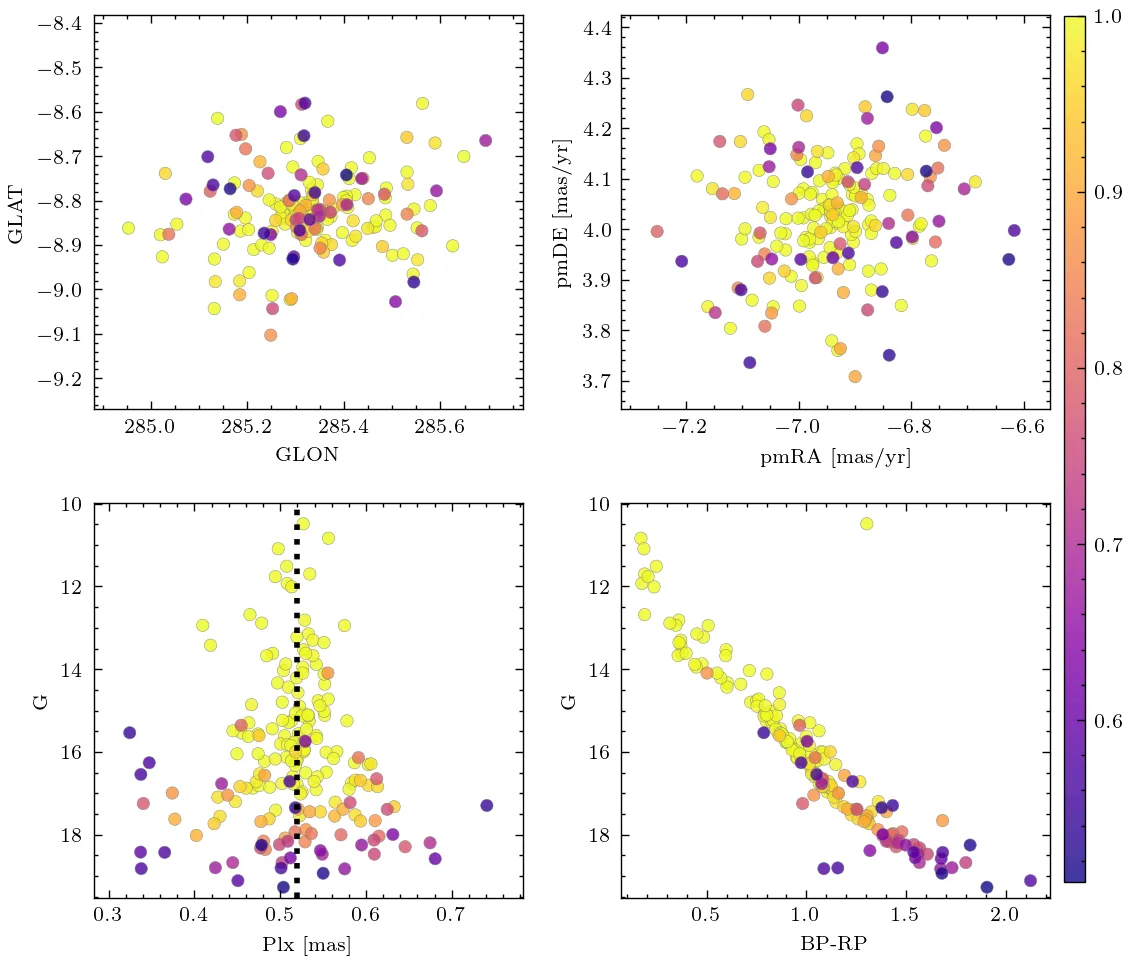 −8.4
−8.5
−8.6
−8.7
−8.8
−8.9
−9.0
−9.1
−9.2
GLAT
285.0 285.2 285.4 285.6
GLON
4.4
4.3
4.2
4.1
4.0
3.9
3.8
3.7
pmDE [mas/yr]
−7.2 −7.0 −6.8 −6.6
pmRA [mas/yr]
1.0
0.9
0.8
0.7
0.6
10
12
14
16
18
G
0.3 0.4 0.5 0.6 0.7
Plx [mas]
10
12
14
16
18
G
0.5 1.0 1.5 2.0
BP-RP